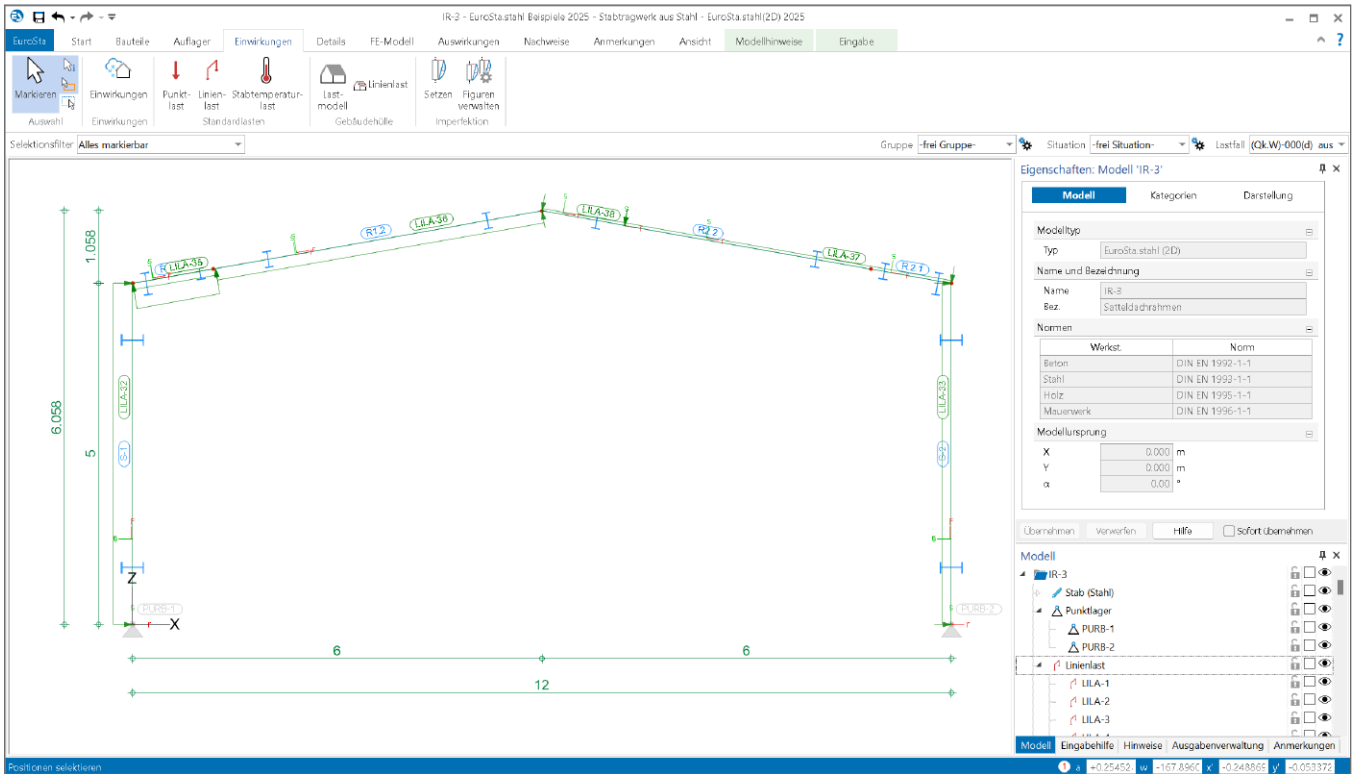 IR-3 - EuroSta.stahl Beispiele 2025 - Stabtragwerk aus Stahl - EuroSta.stahl(2D) 2025
EuroSta Start Bauteile Auflager Einwirkungen Details FE-Modell Auswirkungen Nachweise Anmerkungen Ansicht Modellhinweise Eingabe
Markieren Einwirkungen Punkt- Linien- Stabtemperatur- Last- Linienlast Setzen Figuren
last last last modell verwalten
Auswahl Einwirkungen Standardlasten Gebäudehülle Imperfektion
Selektionsfilter Alles markierbar Gruppe -frei Gruppe- Situation -frei Situation- Lastfall (Qk.W)-000(d) aus
Eigenschaften: Modell 'IR-3'
Modell Kategorien Darstellung
Modelltyp
Typ EuroSta.stahl (2D)
Name und Bezeichnung
Name IR-3
Bez. Satteldachrahmen
Normen
Werkst. Norm
Beton DIN EN 1992-1-1
Stahl DIN EN 1993-1-1
Holz DIN EN 1995-1-1
Mauerwerk DIN EN 1996-1-1
Modellursprung
X 0.000 m
Y 0.000 m
α 0.00 °
Übernehmen Verwerfen Hilfe Sofort übernehmen
Modell
IR-3
Stab (Stahl)
Punktlager
PURB-1
PURB-2
Linienlast
LILA-1
LILA-2
LILA-3
Modell Eingabehilfe Hinweise Ausgabenverwaltung Anmerkungen
1.058
6.058
5
LILA-35
R1.2
LILA-36
LILA-38
R2.2
LILA-37
R2.1
LILA-32
S-1
LILA-33
S-2
Z
X
PURB-1
PURB-2
6 6
12
Positionen selektieren 1 a +0.25452 w -167.8960 x' -0.248869 y' -0.053372